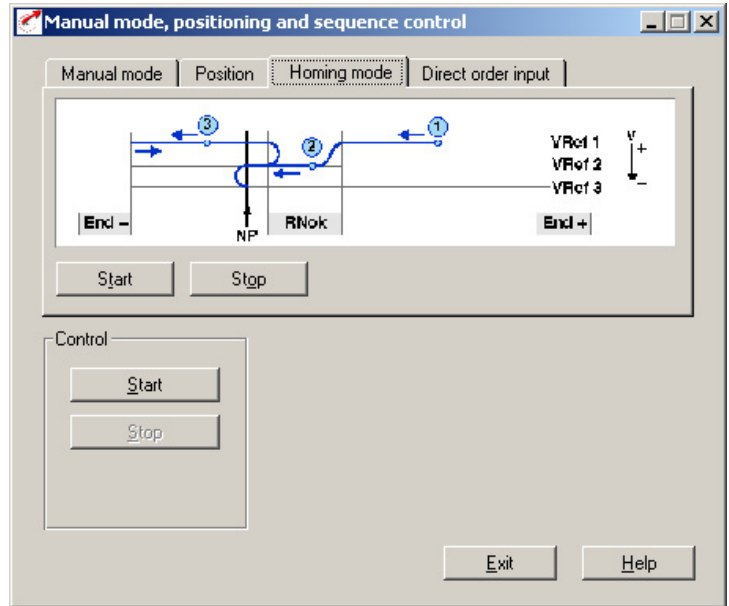 Manual mode, positioning and sequence control
Manual mode Position Homing mode Direct order input
3 2 1 VRef 1 v +
VRef 2
VRef 3 -
End - NP RNok End +
Start Stop
Control
Start
Stop
Exit Help